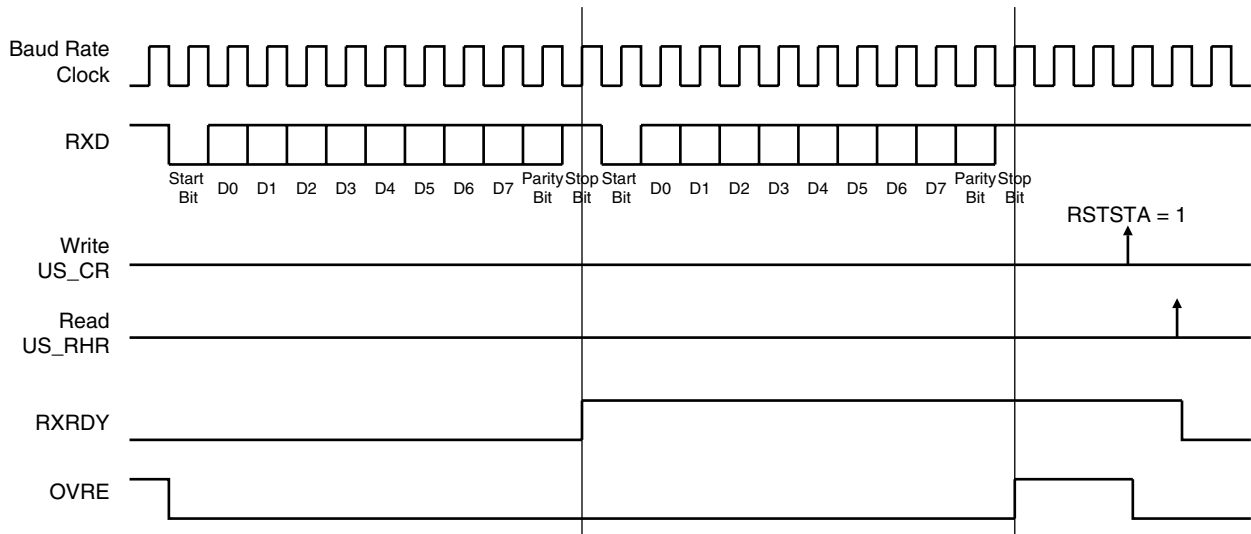 Baud Rate
Clock
RXD
Start
Bit
D0
D1
D2
D3
D4
D5
D6
D7
Parity
Bit
Stop
Bit
Start
Bit
D0
D1
D2
D3
D4
D5
D6
D7
Parity
Bit
Stop
Bit
RSTSTA = 1
Write
US_CR
Read
US_RHR
RXRDY
OVRE